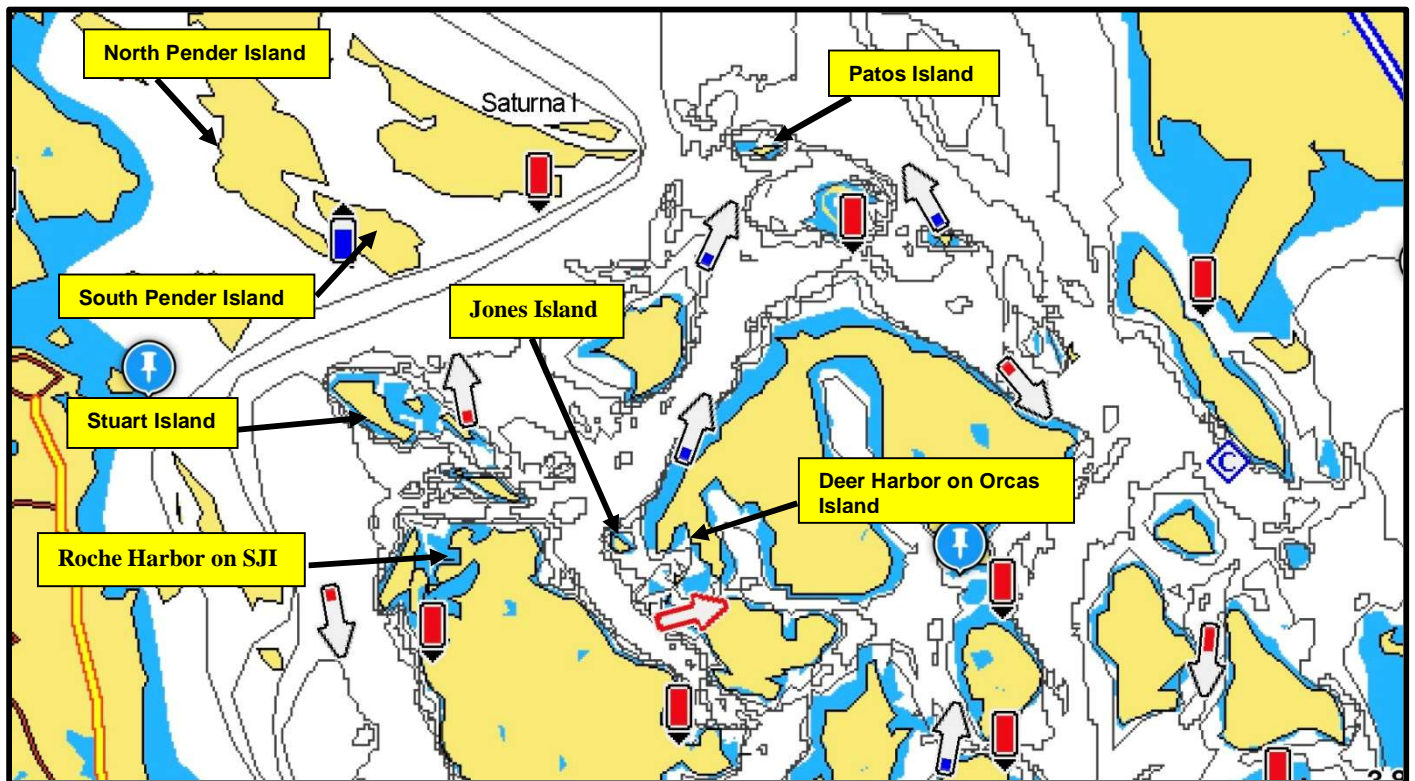 North Pender Island
Patos Island
Saturna I
South Pender Island
Jones Island
Stuart Island
C
Deer Harbor on Orcas
Island
Roche Harbor on SJI